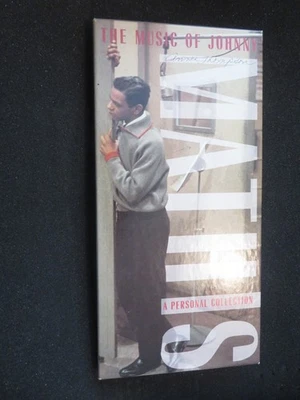 THE MUSIC OF JOHNNY
MATHIS
A PERSONAL COLLECTION